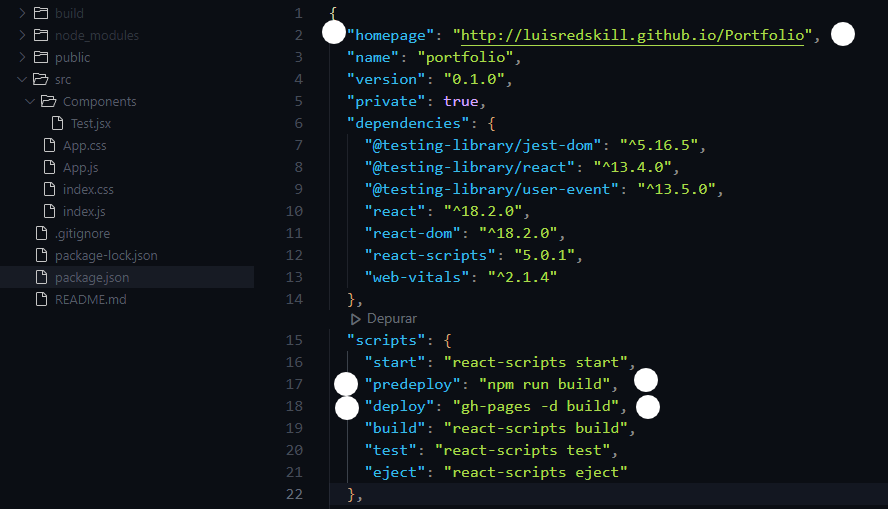 build
node_modules
public
src
Components
Test.jsx
App.css
App.js
index.css
index.js
.gitignore
package-lock.json
package.json
README.md
1 {
2 "homepage": "http://luisredskill.github.io/Portfolio",
3 "name": "portfolio",
4 "version": "0.1.0",
5 "private": true,
6 "dependencies": {
7 "@testing-library/jest-dom": "^5.16.5",
8 "@testing-library/react": "^13.4.0",
9 "@testing-library/user-event": "^13.5.0",
10 "react": "^18.2.0",
11 "react-dom": "^18.2.0",
12 "react-scripts": "5.0.1",
13 "web-vitals": "^2.1.4"
14 },
Depurar
15 "scripts": {
16 "start": "react-scripts start",
17 "predeploy": "npm run build",
18 "deploy": "gh-pages -d build",
19 "build": "react-scripts build",
20 "test": "react-scripts test",
21 "eject": "react-scripts eject"
22 },